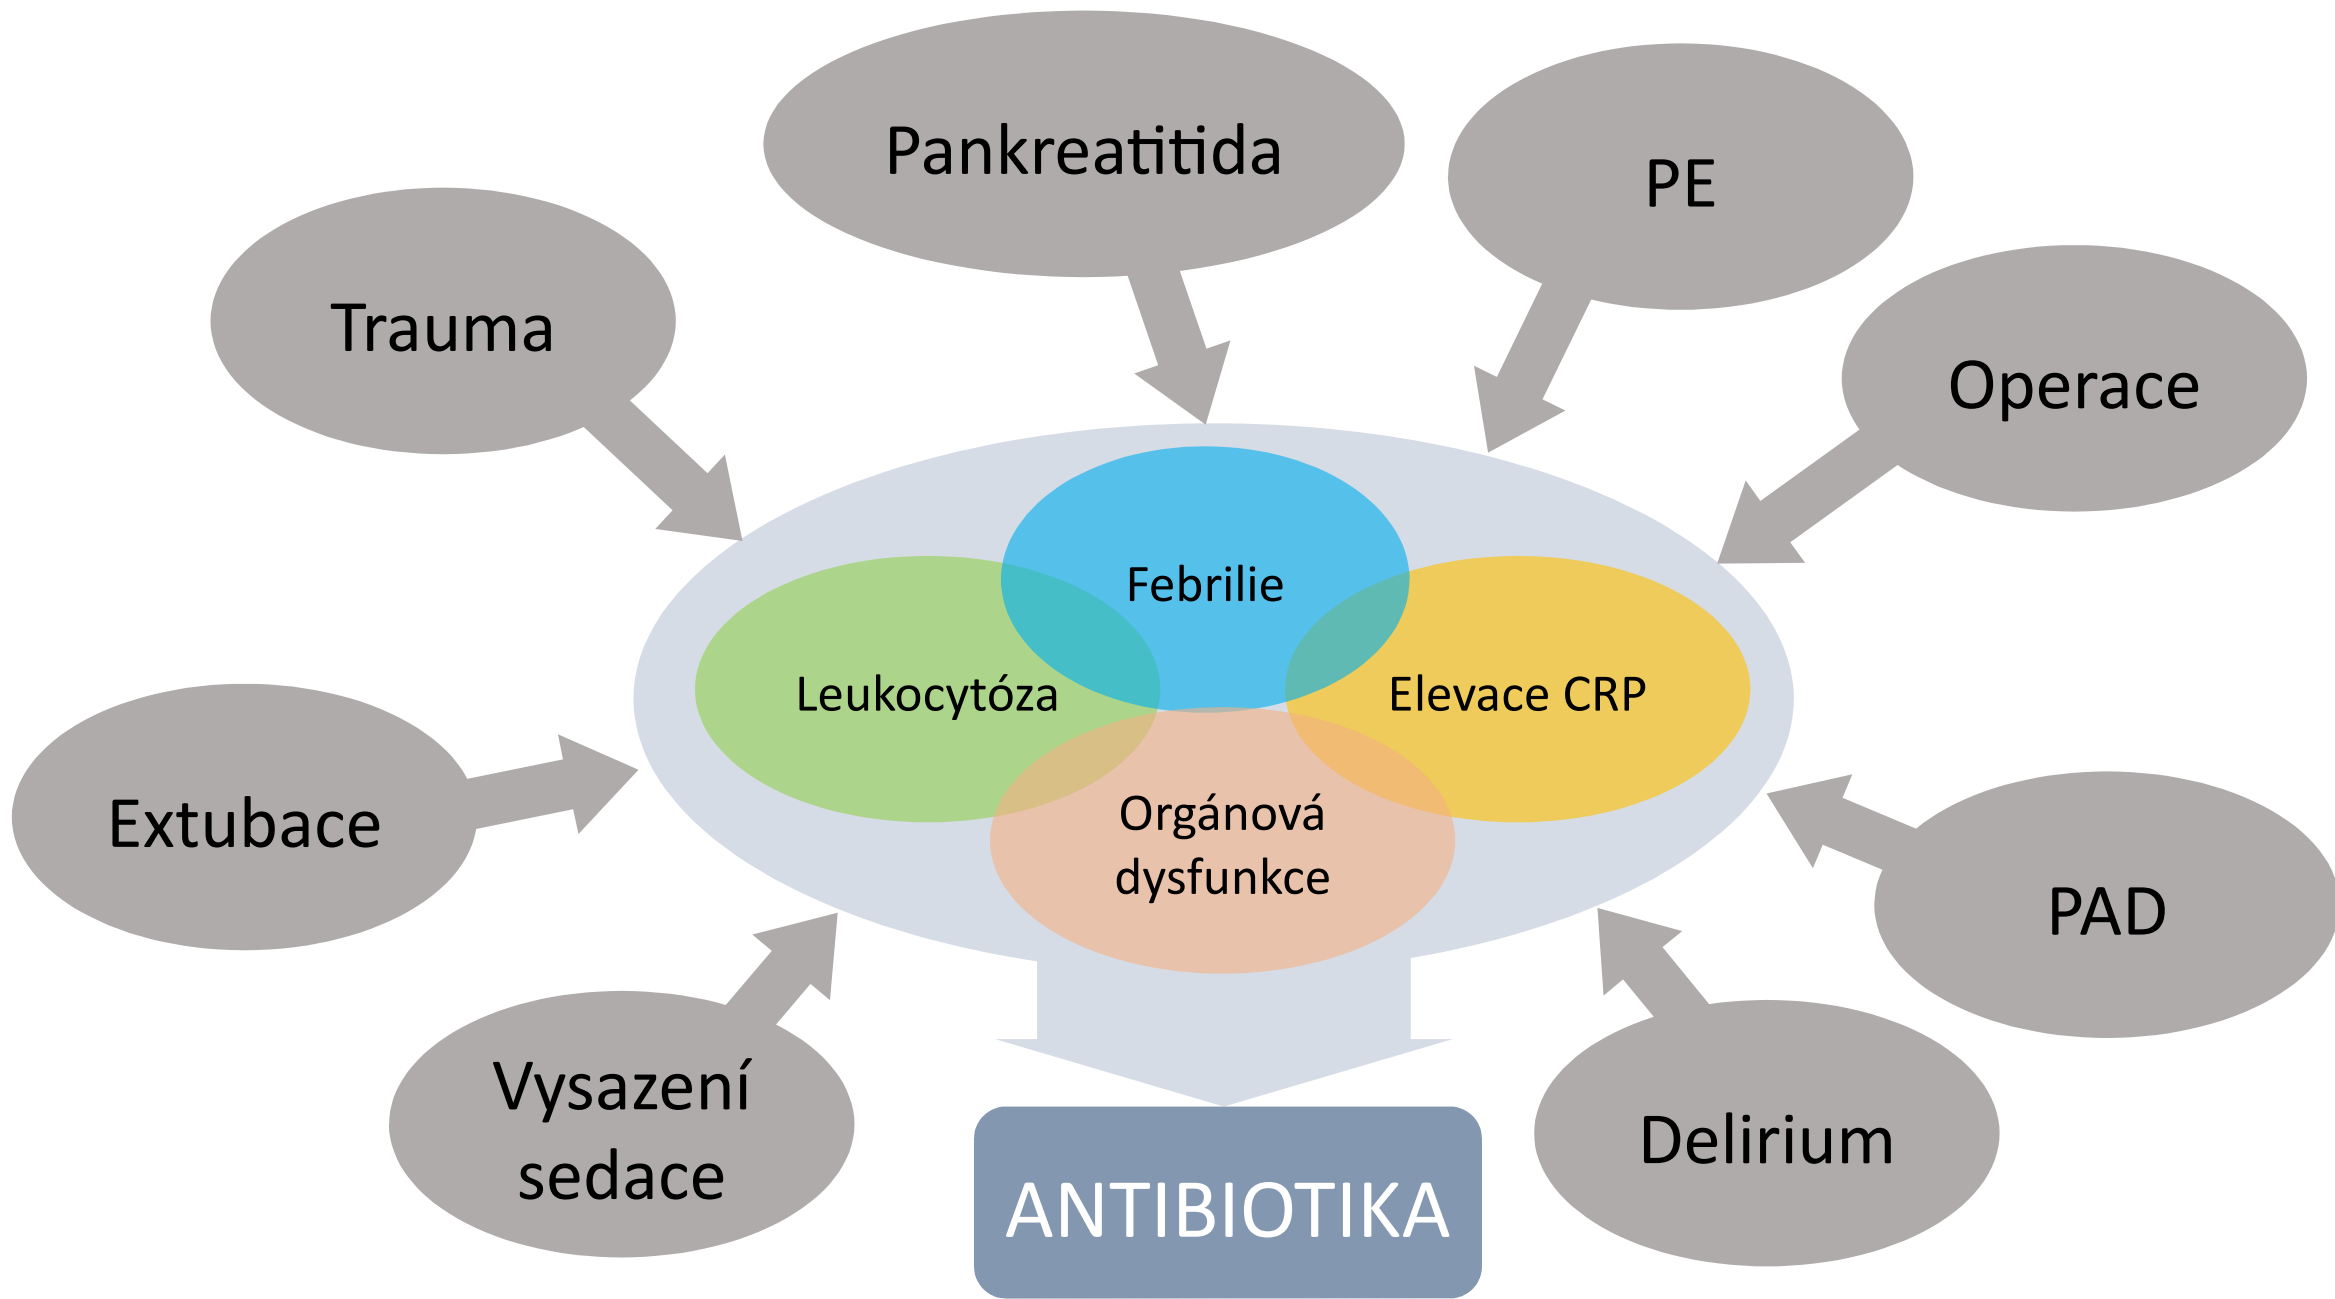 Pankreatitida
PE
Trauma
Operace
Febrilie
Leukocytóza
Elevace CRP
Orgánová
dysfunkce
Extubace
PAD
Vysazení
sedace
Delirium
ANTIBIOTIKA